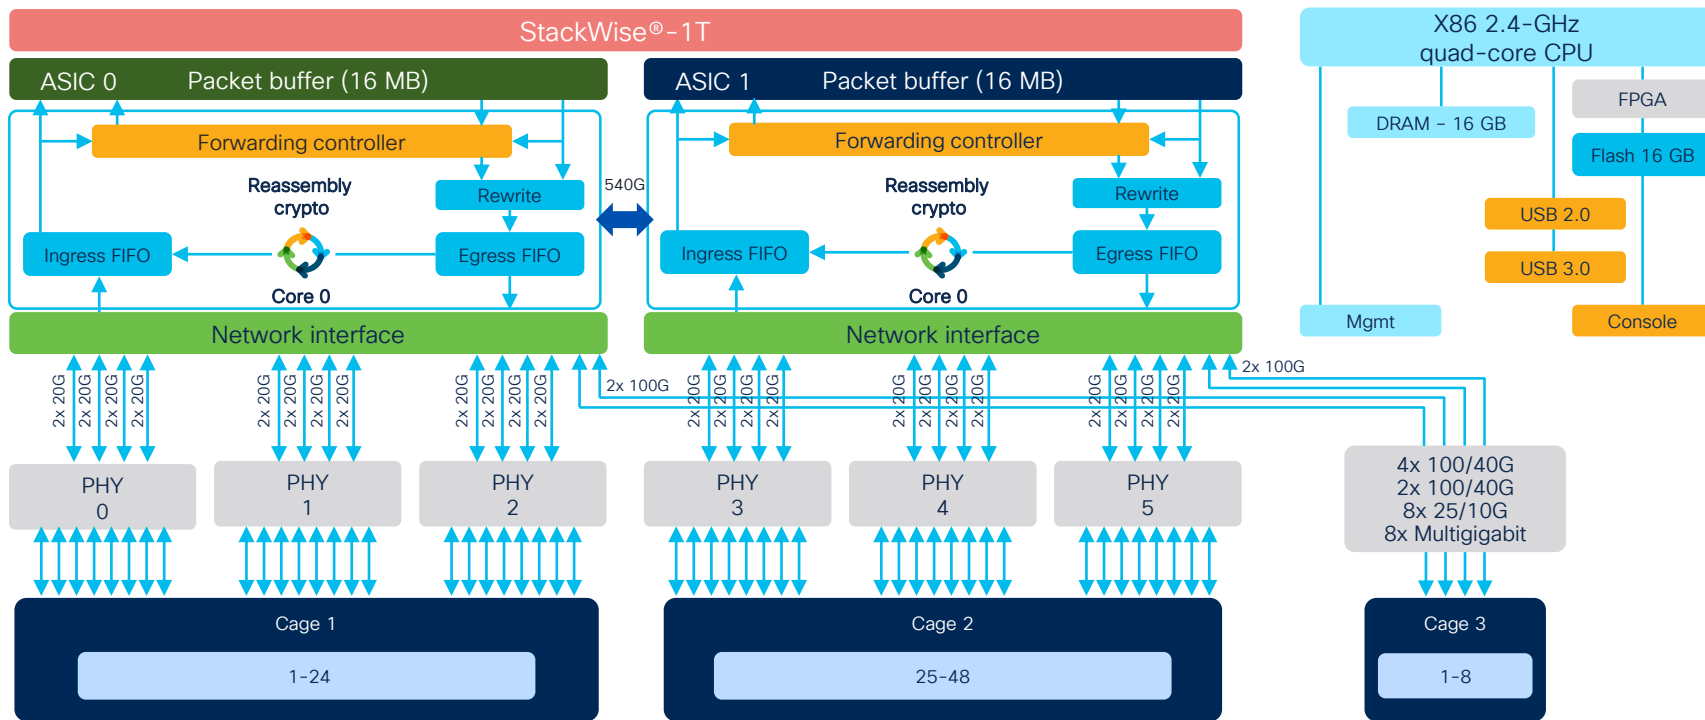 StackWise®-1T
ASIC 0 Packet buffer (16 MB)
Forwarding controller
Reassembly
crypto
Rewrite
Ingress FIFO
Egress FIFO
Core 0
Network interface
540G
ASIC 1 Packet buffer (16 MB)
Forwarding controller
Reassembly
crypto
Rewrite
Ingress FIFO
Egress FIFO
Core 0
Network interface
X86 2.4-GHz
quad-core CPU
FPGA
DRAM - 16 GB
Flash 16 GB
USB 2.0
USB 3.0
Mgmt
Console
2x 20G
2x 20G
2x 20G
2x 20G
2x 20G
2x 20G
2x 20G
2x 20G
2x 20G
2x 20G
2x 20G
2x 20G
2x 100G
2x 20G
2x 20G
2x 20G
2x 20G
2x 20G
2x 20G
2x 20G
2x 20G
2x 20G
2x 20G
2x 20G
2x 20G
2x 100G
PHY
0
PHY
1
PHY
2
PHY
3
PHY
4
PHY
5
4x 100/40G
2x 100/40G
8x 25/10G
8x Multigigabit
Cage 1
1-24
Cage 2
25-48
Cage 3
1-8